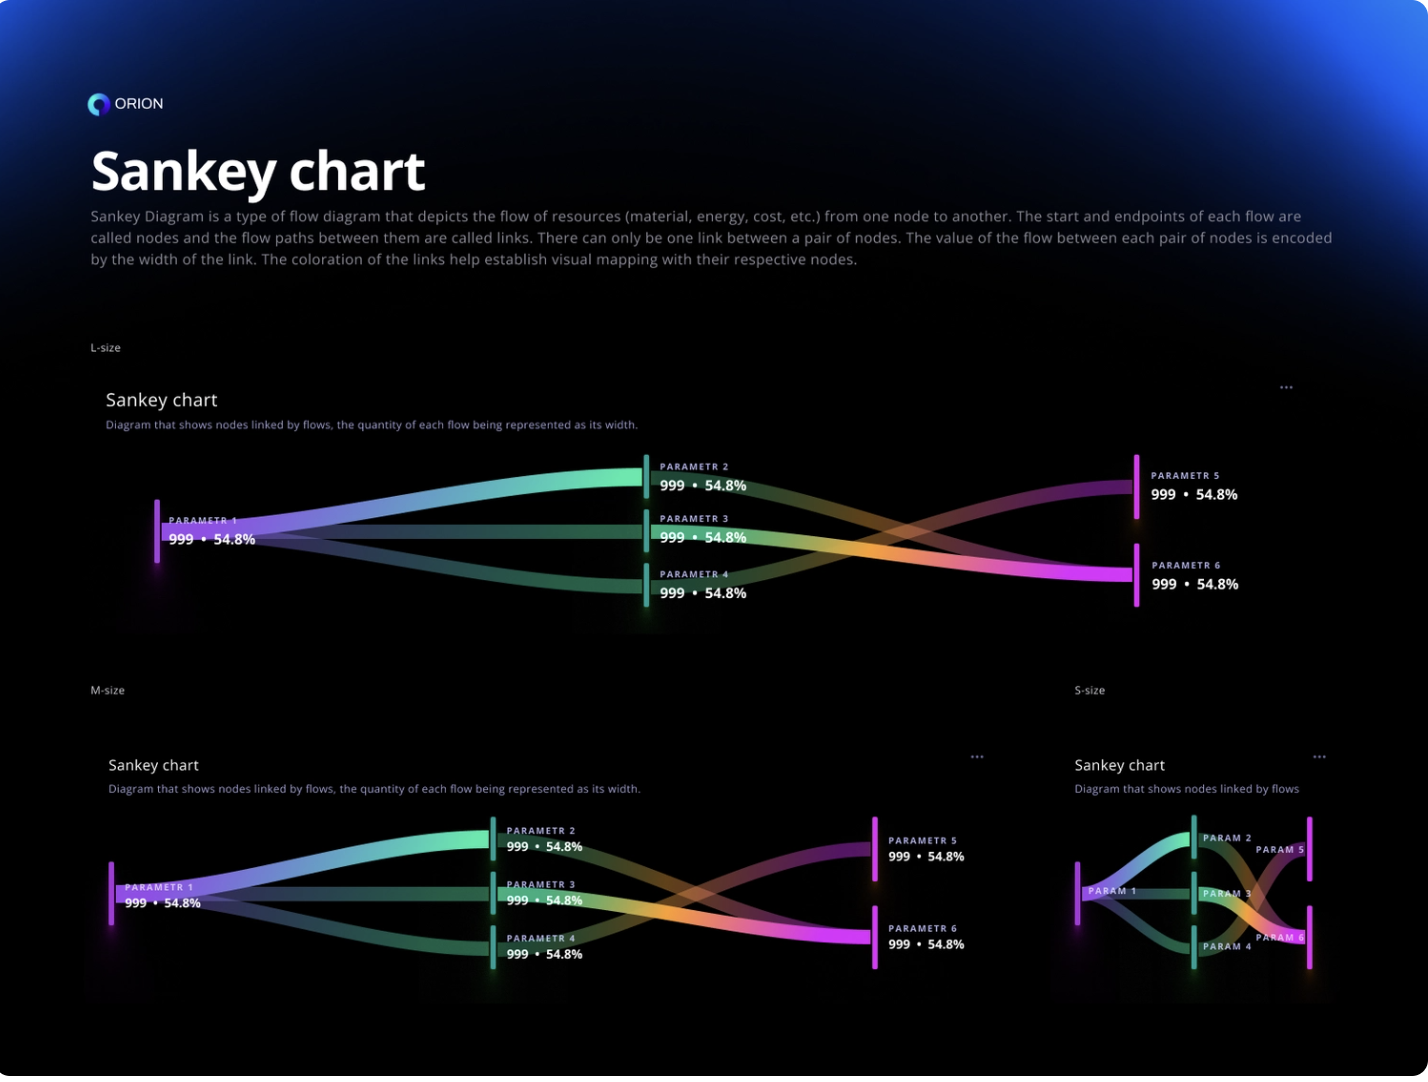 ORION
Sankey chart
Sankey Diagram is a type of flow diagram that depicts the flow of resources (material, energy, cost, etc.) from one node to another. The start and endpoints of each flow are
called nodes and the flow paths between them are called links. There can only be one link between a pair of nodes. The value of the flow between each pair of nodes is encoded
by the width of the link. The coloration of the links help establish visual mapping with their respective nodes.
L-size
Sankey chart
Diagram that shows nodes linked by flows, the quantity of each flow being represented as its width.
PARAMETR 1
999 • 54.8%
PARAMETR 2
999 • 54.8%
PARAMETR 3
999 • 54.8%
PARAMETR 4
999 • 54.8%
PARAMETR 5
999 • 54.8%
PARAMETR 6
999 • 54.8%
M-size
Sankey chart
Diagram that shows nodes linked by flows, the quantity of each flow being represented as its width.
PARAMETR 1
999 • 54.8%
PARAMETR 2
999 • 54.8%
PARAMETR 3
999 • 54.8%
PARAMETR 4
999 • 54.8%
PARAMETR 5
999 • 54.8%
PARAMETR 6
999 • 54.8%
S-size
Sankey chart
Diagram that shows nodes linked by flows
PARAM 1
PARAM 2
PARAM 3
PARAM 4
PARAM 5
PARAM 6